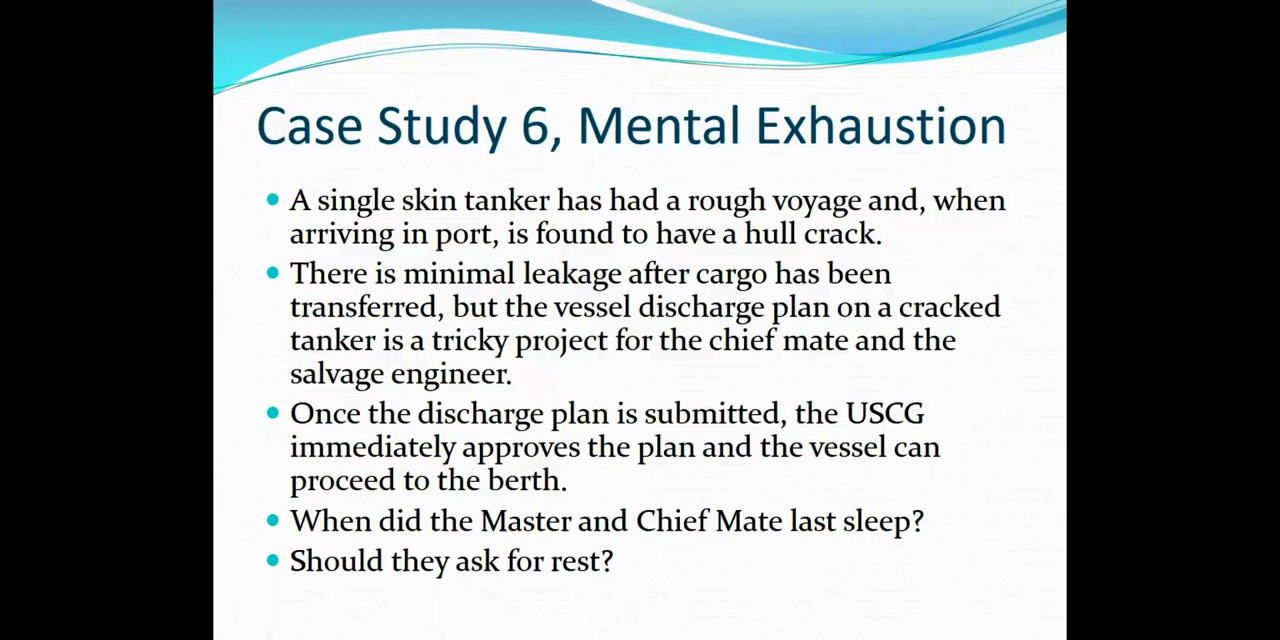 Case Study 6, Mental Exhaustion
A single skin tanker has had a rough voyage and, when
arriving in port, is found to have a hull crack.
There is minimal leakage after cargo has been
transferred, but the vessel discharge plan on a cracked
tanker is a tricky project for the chief mate and the
salvage engineer.
Once the discharge plan is submitted, the USCG
immediately approves the plan and the vessel can
proceed to the berth.
When did the Master and Chief Mate last sleep?
Should they ask for rest?